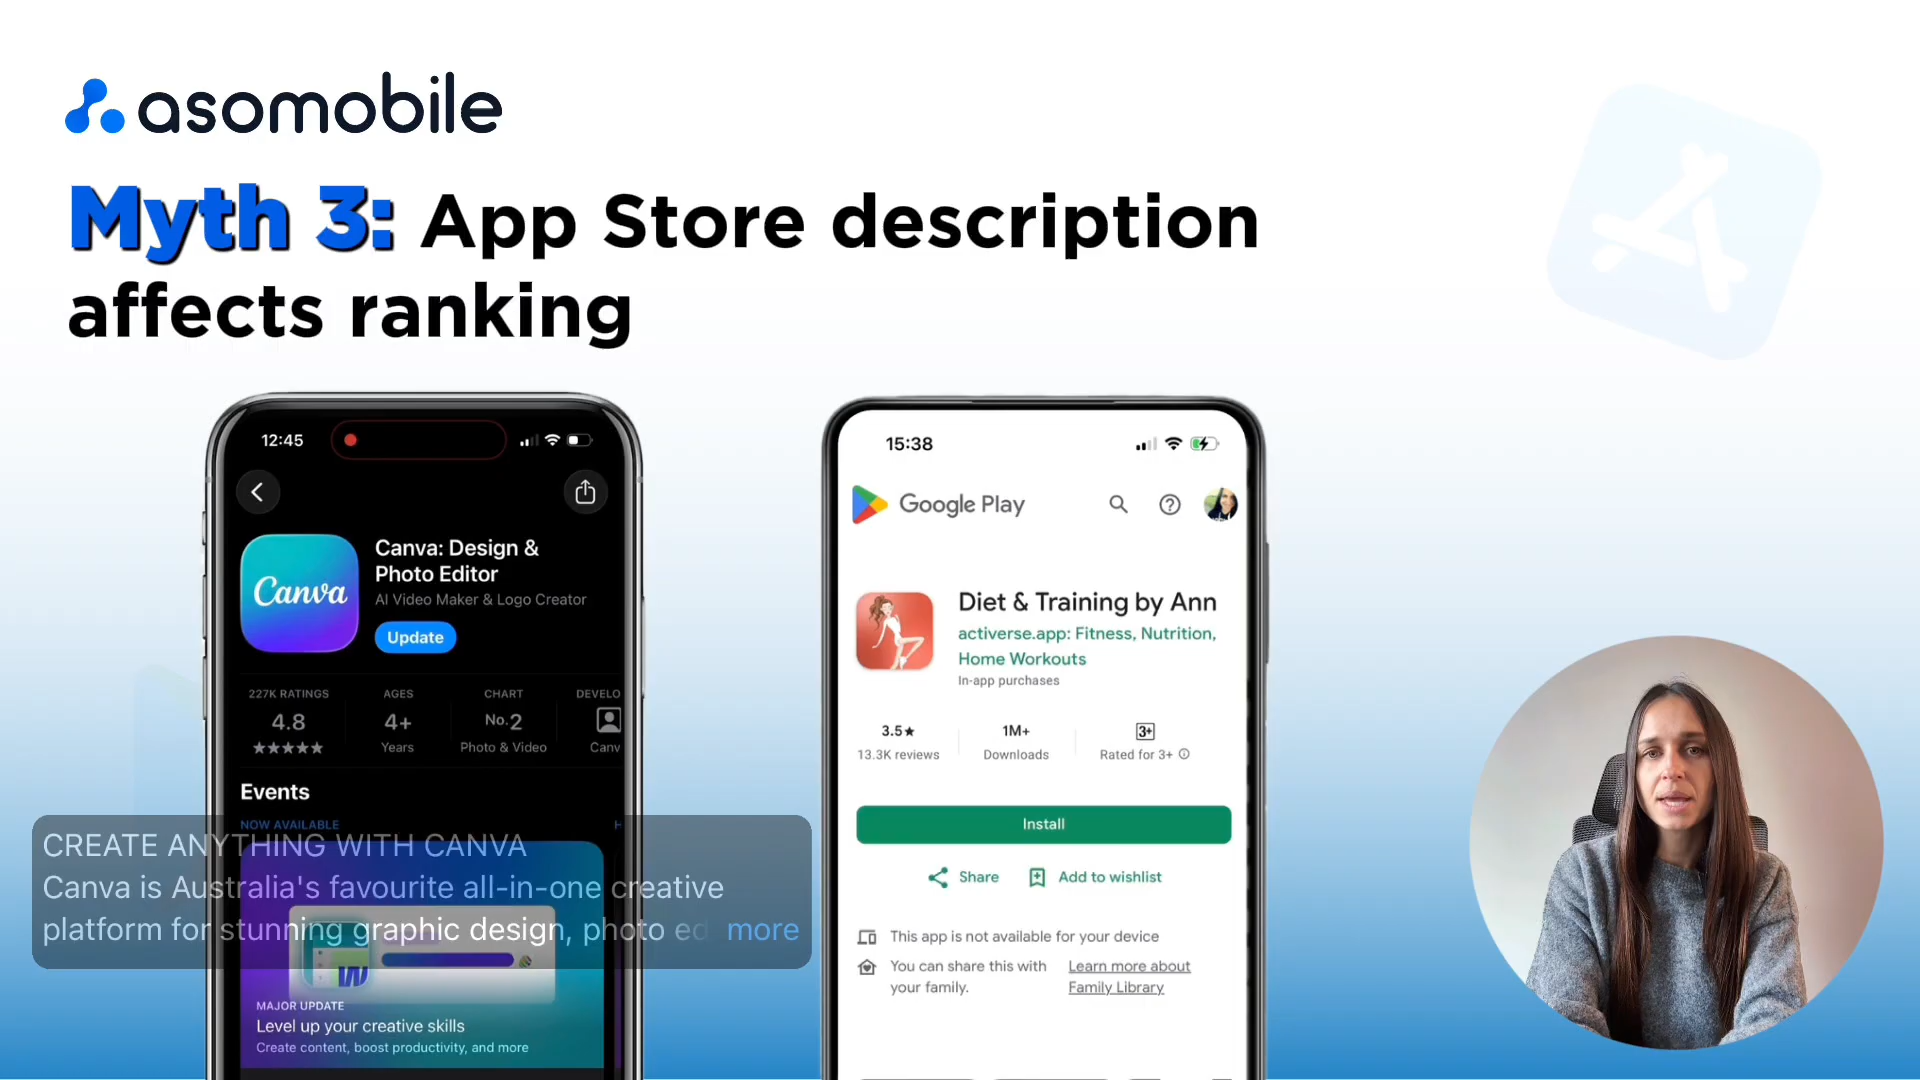 asomobile
Myth 3: App Store description
affects ranking
12:45
Canva
Canva: Design &
Photo Editor
AI Video Maker & Logo Creator
Update
227K RATINGS
4.8
★★★★★
AGES
4+
Years
CHART
No.2
Photo & Video
DEVELO
Canv
Events
NOW AVAILABLE
CREATE ANYTHING WITH CANVA
Canva is Australia's favourite all-in-one creative
platform for stunning graphic design, photo ed more
W
MAJOR UPDATE
Level up your creative skills
Create content, boost productivity, and more
15:38
Google Play
Diet & Training by Ann
activerse.app: Fitness, Nutrition,
Home Workouts
In-app purchases
3.5★
13.3K reviews
1M+
Downloads
3+
Rated for 3+
Install
Share
Add to wishlist
This app is not available for your device
You can share this with
your family.
Learn more about
Family Library